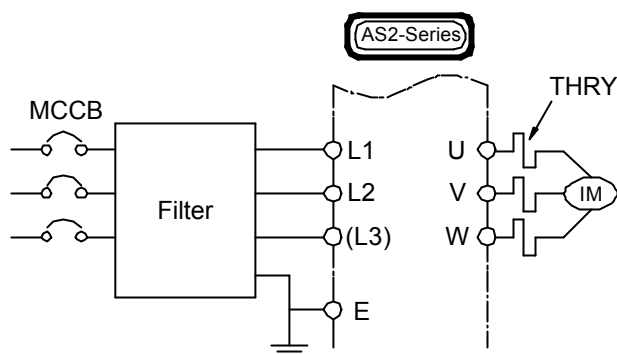 AS2-Series
MCCB
THRY
L1
U
L2
V
Filter
IM
(L3)
W
E